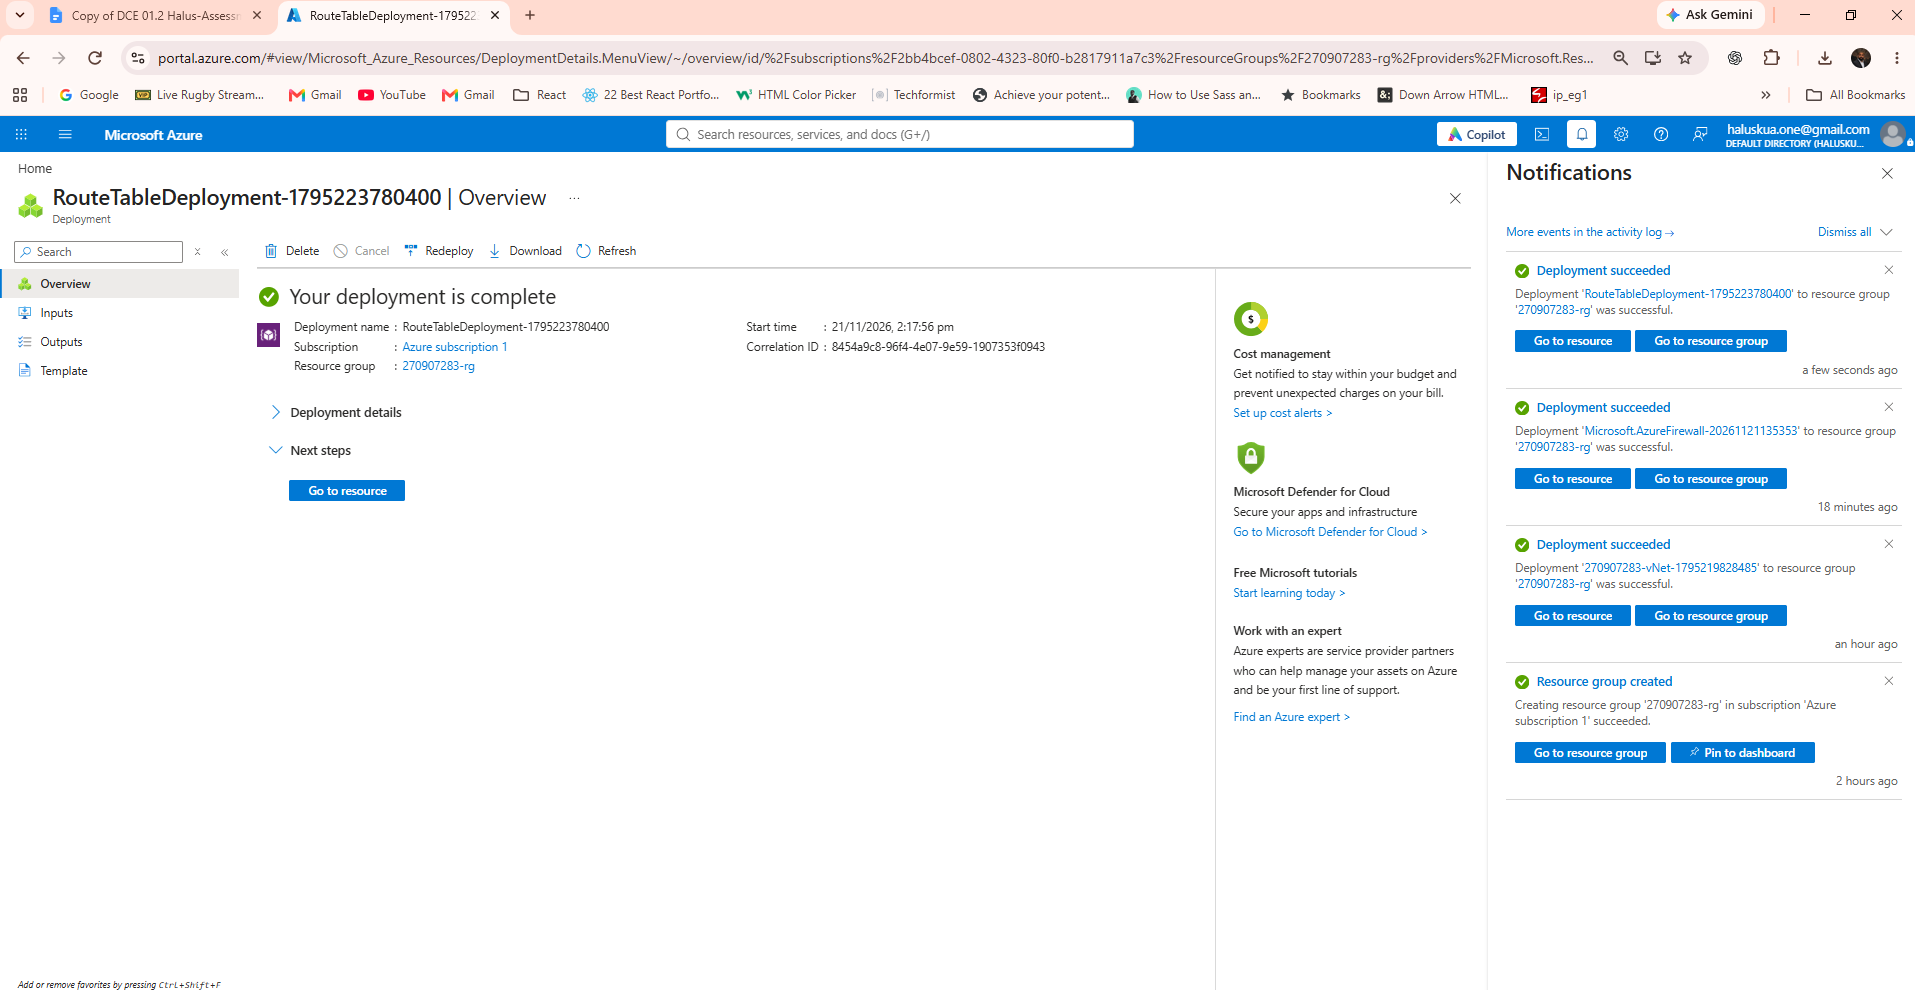 Copy of DCE 01.2 Halus-Assessm
RouteTableDeployment-179522
Ask Gemini
portal.azure.com/#view/Microsoft_Azure_Resources/DeploymentDetails.MenuView/~/overview/id/%2Fsubscriptions%2F2bb4bcef-0802-4323-80f0-b2817911a7c3%2FresourceGroups%2F270907283-rg%2Fproviders%2FMicrosoft.Res...
Google
Live Rugby Stream...
Gmail
YouTube
Gmail
React
22 Best React Portfo...
HTML Color Picker
Techformist
Achieve your potent...
How to Use Sass an...
Bookmarks
Down Arrow HTML...
ip_eg1
All Bookmarks
Microsoft Azure
Search resources, services, and docs (G+/)
Copilot
haluskua.one@gmail.com
DEFAULT DIRECTORY (HALUSKU...
Home
RouteTableDeployment-1795223780400 | Overview ...
Deployment
Search
Overview
Inputs
Outputs
Template
Delete
Cancel
Redeploy
Download
Refresh
Your deployment is complete
Deployment name : RouteTableDeployment-1795223780400
Subscription : Azure subscription 1
Resource group : 270907283-rg
Start time : 21/11/2026, 2:17:56 pm
Correlation ID : 8454a9c8-96f4-4e07-9e59-1907353f0943
Deployment details
Next steps
Go to resource
Cost management
Get notified to stay within your budget and
prevent unexpected charges on your bill.
Set up cost alerts >
Microsoft Defender for Cloud
Secure your apps and infrastructure
Go to Microsoft Defender for Cloud >
Free Microsoft tutorials
Start learning today >
Work with an expert
Azure experts are service provider partners
who can help manage your assets on Azure
and be your first line of support.
Find an Azure expert >
Notifications
More events in the activity log →
Dismiss all
Deployment succeeded
Deployment 'RouteTableDeployment-1795223780400' to resource group
'270907283-rg' was successful.
Go to resource
Go to resource group
a few seconds ago
Deployment succeeded
Deployment 'Microsoft.AzureFirewall-20261121135353' to resource group
'270907283-rg' was successful.
Go to resource
Go to resource group
18 minutes ago
Deployment succeeded
Deployment '270907283-vNet-1795219828485' to resource group
'270907283-rg' was successful.
Go to resource
Go to resource group
an hour ago
Resource group created
Creating resource group '270907283-rg' in subscription 'Azure
subscription 1' succeeded.
Go to resource group
Pin to dashboard
2 hours ago
Add or remove favorites by pressing Ctrl+Shift+F